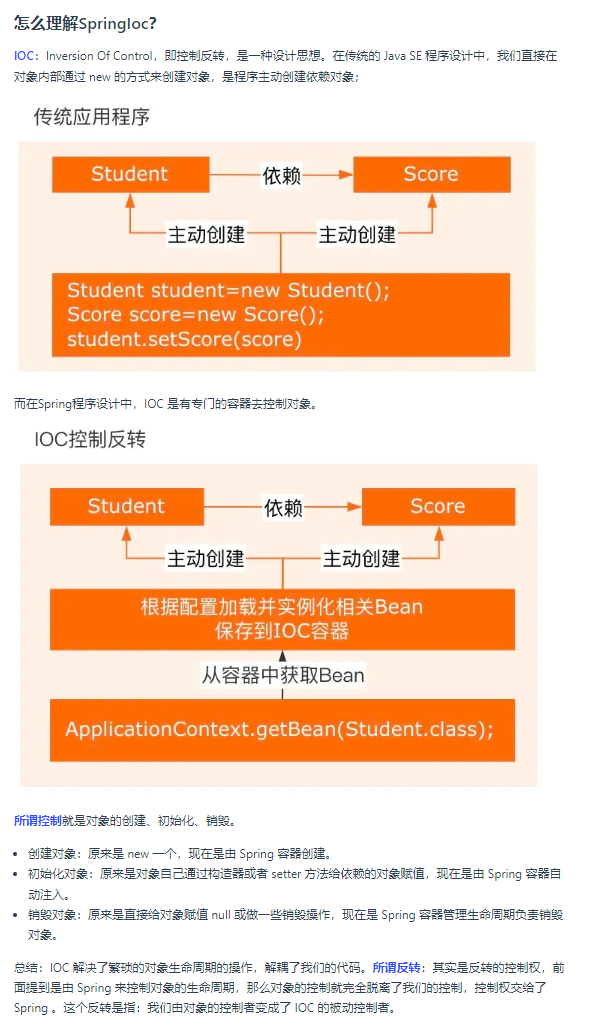 怎么理解SpringIoc？
IOC：Inversion Of Control，即控制反转，是一种设计思想。在传统的 Java SE 程序设计中，我们直接在
对象内部通过 new 的方式来创建对象，是程序主动创建依赖对象；
传统应用程序
Student
依赖
Score
主动创建
主动创建
Student student=new Student();
Score score=new Score();
student.setScore(score)
而在Spring程序设计中，IOC 是有专门的容器去控制对象。
IOC控制反转
Student
依赖
Score
主动创建
主动创建
根据配置加载并实例化相关Bean
保存到IOC容器
从容器中获取Bean
ApplicationContext.getBean(Student.class);
所谓控制就是对象的创建、初始化、销毁。
• 创建对象：原来是 new 一个，现在是由 Spring 容器创建。
• 初始化对象：原来是对象自己通过构造器或者 setter 方法给依赖的对象赋值，现在是由 Spring 容器自
动注入。
• 销毁对象：原来是直接给对象赋值 null 或做一些销毁操作，现在是 Spring 容器管理生命周期负责销毁
对象。
总结：IOC 解决了繁琐的对象生命周期的操作，解耦了我们的代码。所谓反转：其实是反转的控制权，前
面提到是由 Spring 来控制对象的生命周期，那么对象的控制就完全脱离了我们的控制，控制权交给了
Spring 。这个反转是指：我们由对象的控制者变成了 IOC 的被动控制者。